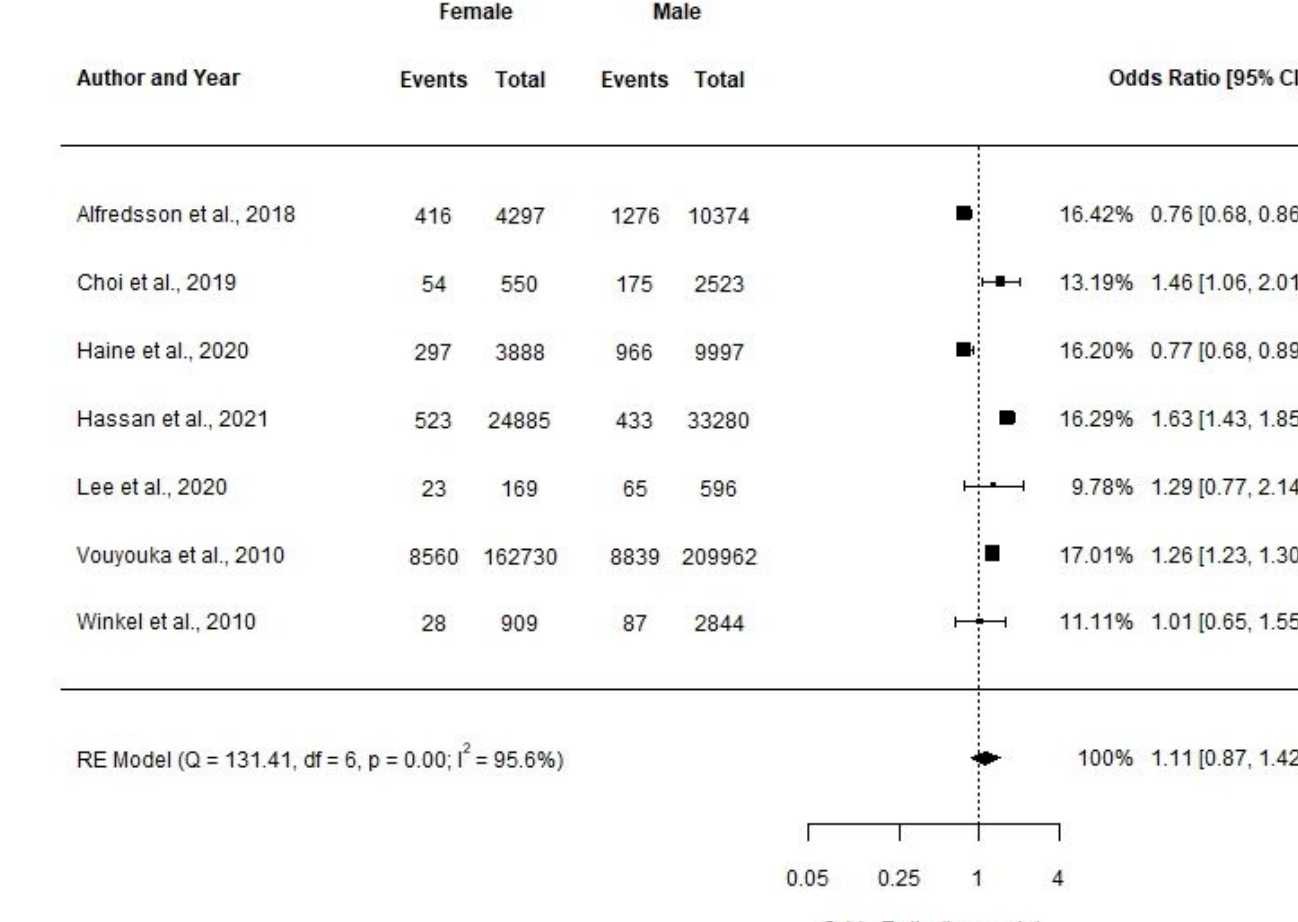 Female Male
Author and Year Events Total Events Total Odds Ratio [95% CI
Alfredsson et al., 2018 416 4297 1276 10374 16.42% 0.76 [0.68, 0.86
Choi et al., 2019 54 550 175 2523 13.19% 1.46 [1.06, 2.01
Haine et al., 2020 297 3888 966 9997 16.20% 0.77 [0.68, 0.89
Hassan et al., 2021 523 24885 433 33280 16.29% 1.63 [1.43, 1.85
Lee et al., 2020 23 169 65 596 9.78% 1.29 [0.77, 2.14
Vouyouka et al., 2010 8560 162730 8839 209962 17.01% 1.26 [1.23, 1.30
Winkel et al., 2010 28 909 87 2844 11.11% 1.01 [0.65, 1.55
RE Model (Q = 131.41, df = 6, p = 0.00; I² = 95.6%) 100% 1.11 [0.87, 1.42
0.05 0.25 1 4